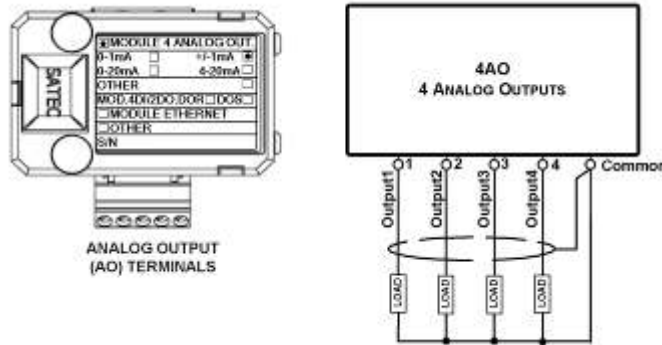 MODULE 4 ANALOG OUT.
0-1mA +/-1mA
0-20mA 4-20mA
OTHER
MOD.4DI/2DO:DOR DOS
MODULE ETHERNET
OTHER
S/N
SATEC
ANALOG OUTPUT
(AO) TERMINALS
4AO
4 ANALOG OUTPUTS
1 2 3 4 Common
Output1 Output2 Output3 Output4
LOAD LOAD LOAD LOAD